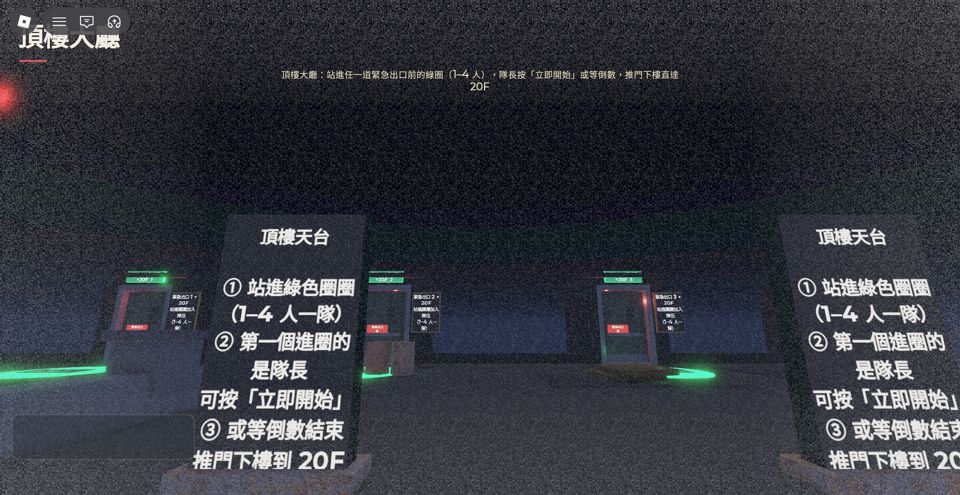 頂樓大廳
頂樓大廳：站進任一道緊急出口前的綠圈（1–4 人），隊長按「立即開始」或等倒數，推門下樓直達
20F
頂樓天台
① 站進綠色圈圈
（1–4 人一隊）
② 第一個進圈的
是隊長
可按「立即開始」
③ 或等倒數結束
推門下樓到 20F
頂樓天台
① 站進綠色圈圈
（1–4 人一隊）
② 第一個進圈的
是隊長
可按「立即開始」
③ 或等倒數結束
推門下樓到 20